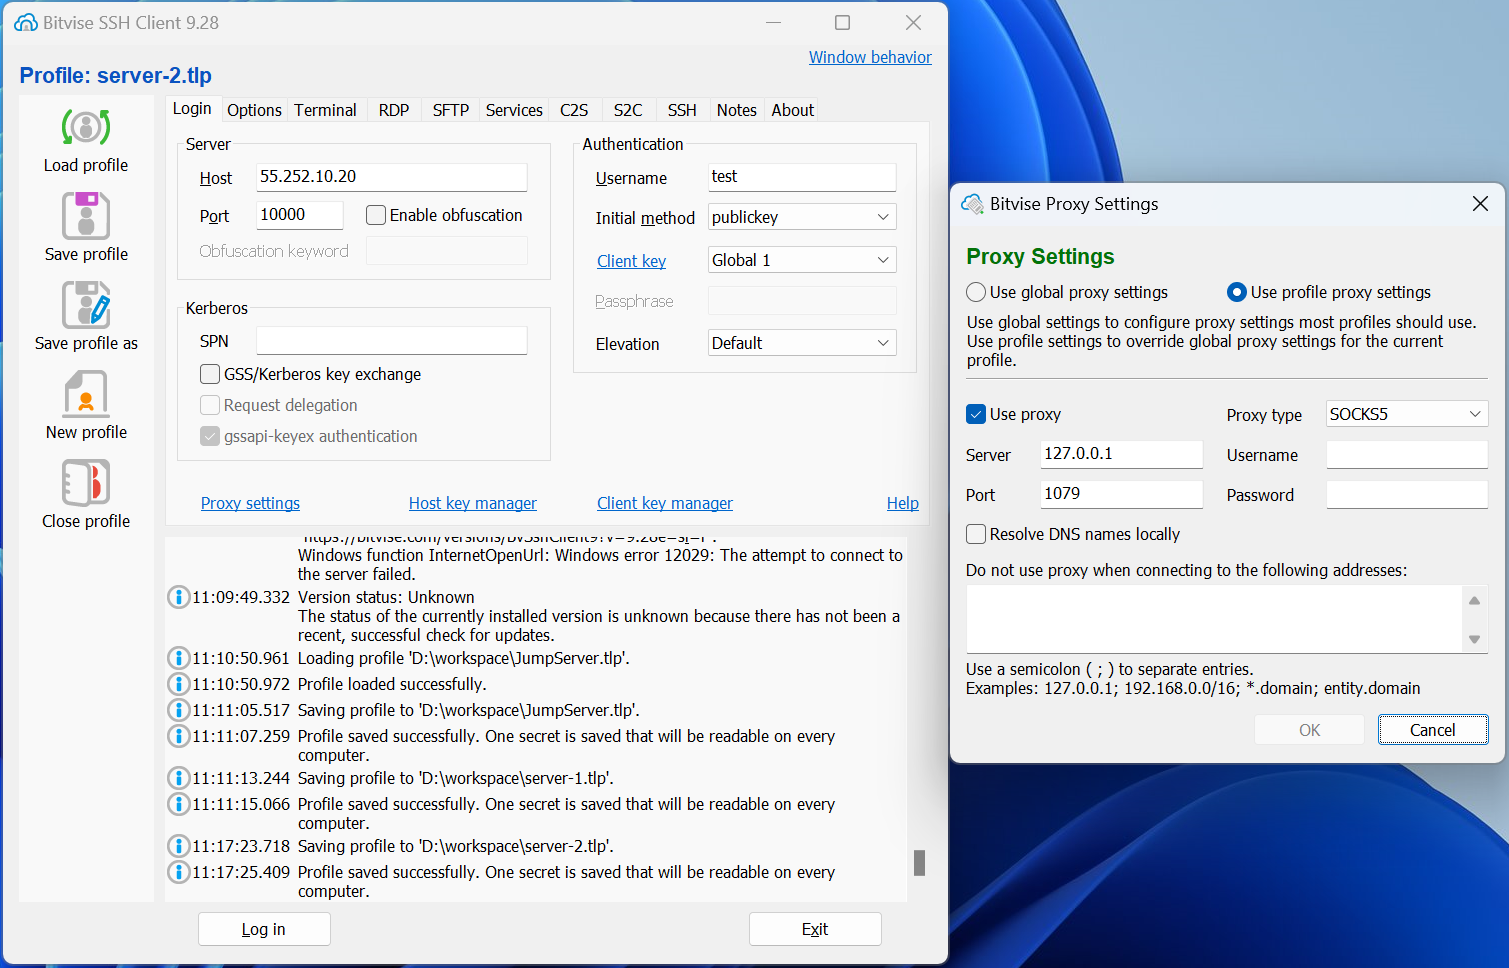 Bitvise SSH Client 9.28
Window behavior
Profile: server-2.tlp
Load profile
Save profile
Save profile as
New profile
Close profile
Login Options Terminal RDP SFTP Services C2S S2C SSH Notes About
Server
Host 55.252.10.20
Port 10000 Enable obfuscation
Obfuscation keyword
Kerberos
SPN
GSS/Kerberos key exchange
Request delegation
gssapi-keyex authentication
Authentication
Username test
Initial method publickey
Client key Global 1
Passphrase
Elevation Default
Proxy settings Host key manager Client key manager Help
Windows function InternetOpenUrl: Windows error 12029: The attempt to connect to
the server failed.
11:09:49.332 Version status: Unknown
The status of the currently installed version is unknown because there has not been a
recent, successful check for updates.
11:10:50.961 Loading profile 'D:\workspace\JumpServer.tlp'.
11:10:50.972 Profile loaded successfully.
11:11:05.517 Saving profile to 'D:\workspace\JumpServer.tlp'.
11:11:07.259 Profile saved successfully. One secret is saved that will be readable on every
computer.
11:11:13.244 Saving profile to 'D:\workspace\server-1.tlp'.
11:11:15.066 Profile saved successfully. One secret is saved that will be readable on every
computer.
11:17:23.718 Saving profile to 'D:\workspace\server-2.tlp'.
11:17:25.409 Profile saved successfully. One secret is saved that will be readable on every
computer.
Log in Exit
Bitvise Proxy Settings
Proxy Settings
Use global proxy settings Use profile proxy settings
Use global settings to configure proxy settings most profiles should use.
Use profile settings to override global proxy settings for the current
profile.
Use proxy Proxy type SOCKS5
Server 127.0.0.1 Username
Port 1079 Password
Resolve DNS names locally
Do not use proxy when connecting to the following addresses:
Use a semicolon ( ; ) to separate entries.
Examples: 127.0.0.1; 192.168.0.0/16; *.domain; entity.domain
OK Cancel